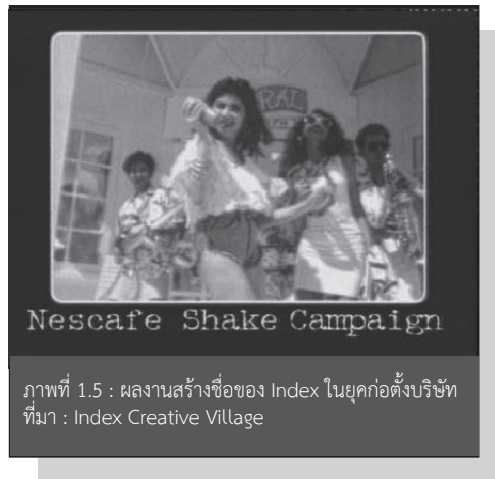 RAL
Nescafe Shake Campaign
ภาพที่ 1.5 : ผลงานสร้างชื่อของ Index ในยุคก่อตั้งบริษัท
ที่มา : Index Creative Village